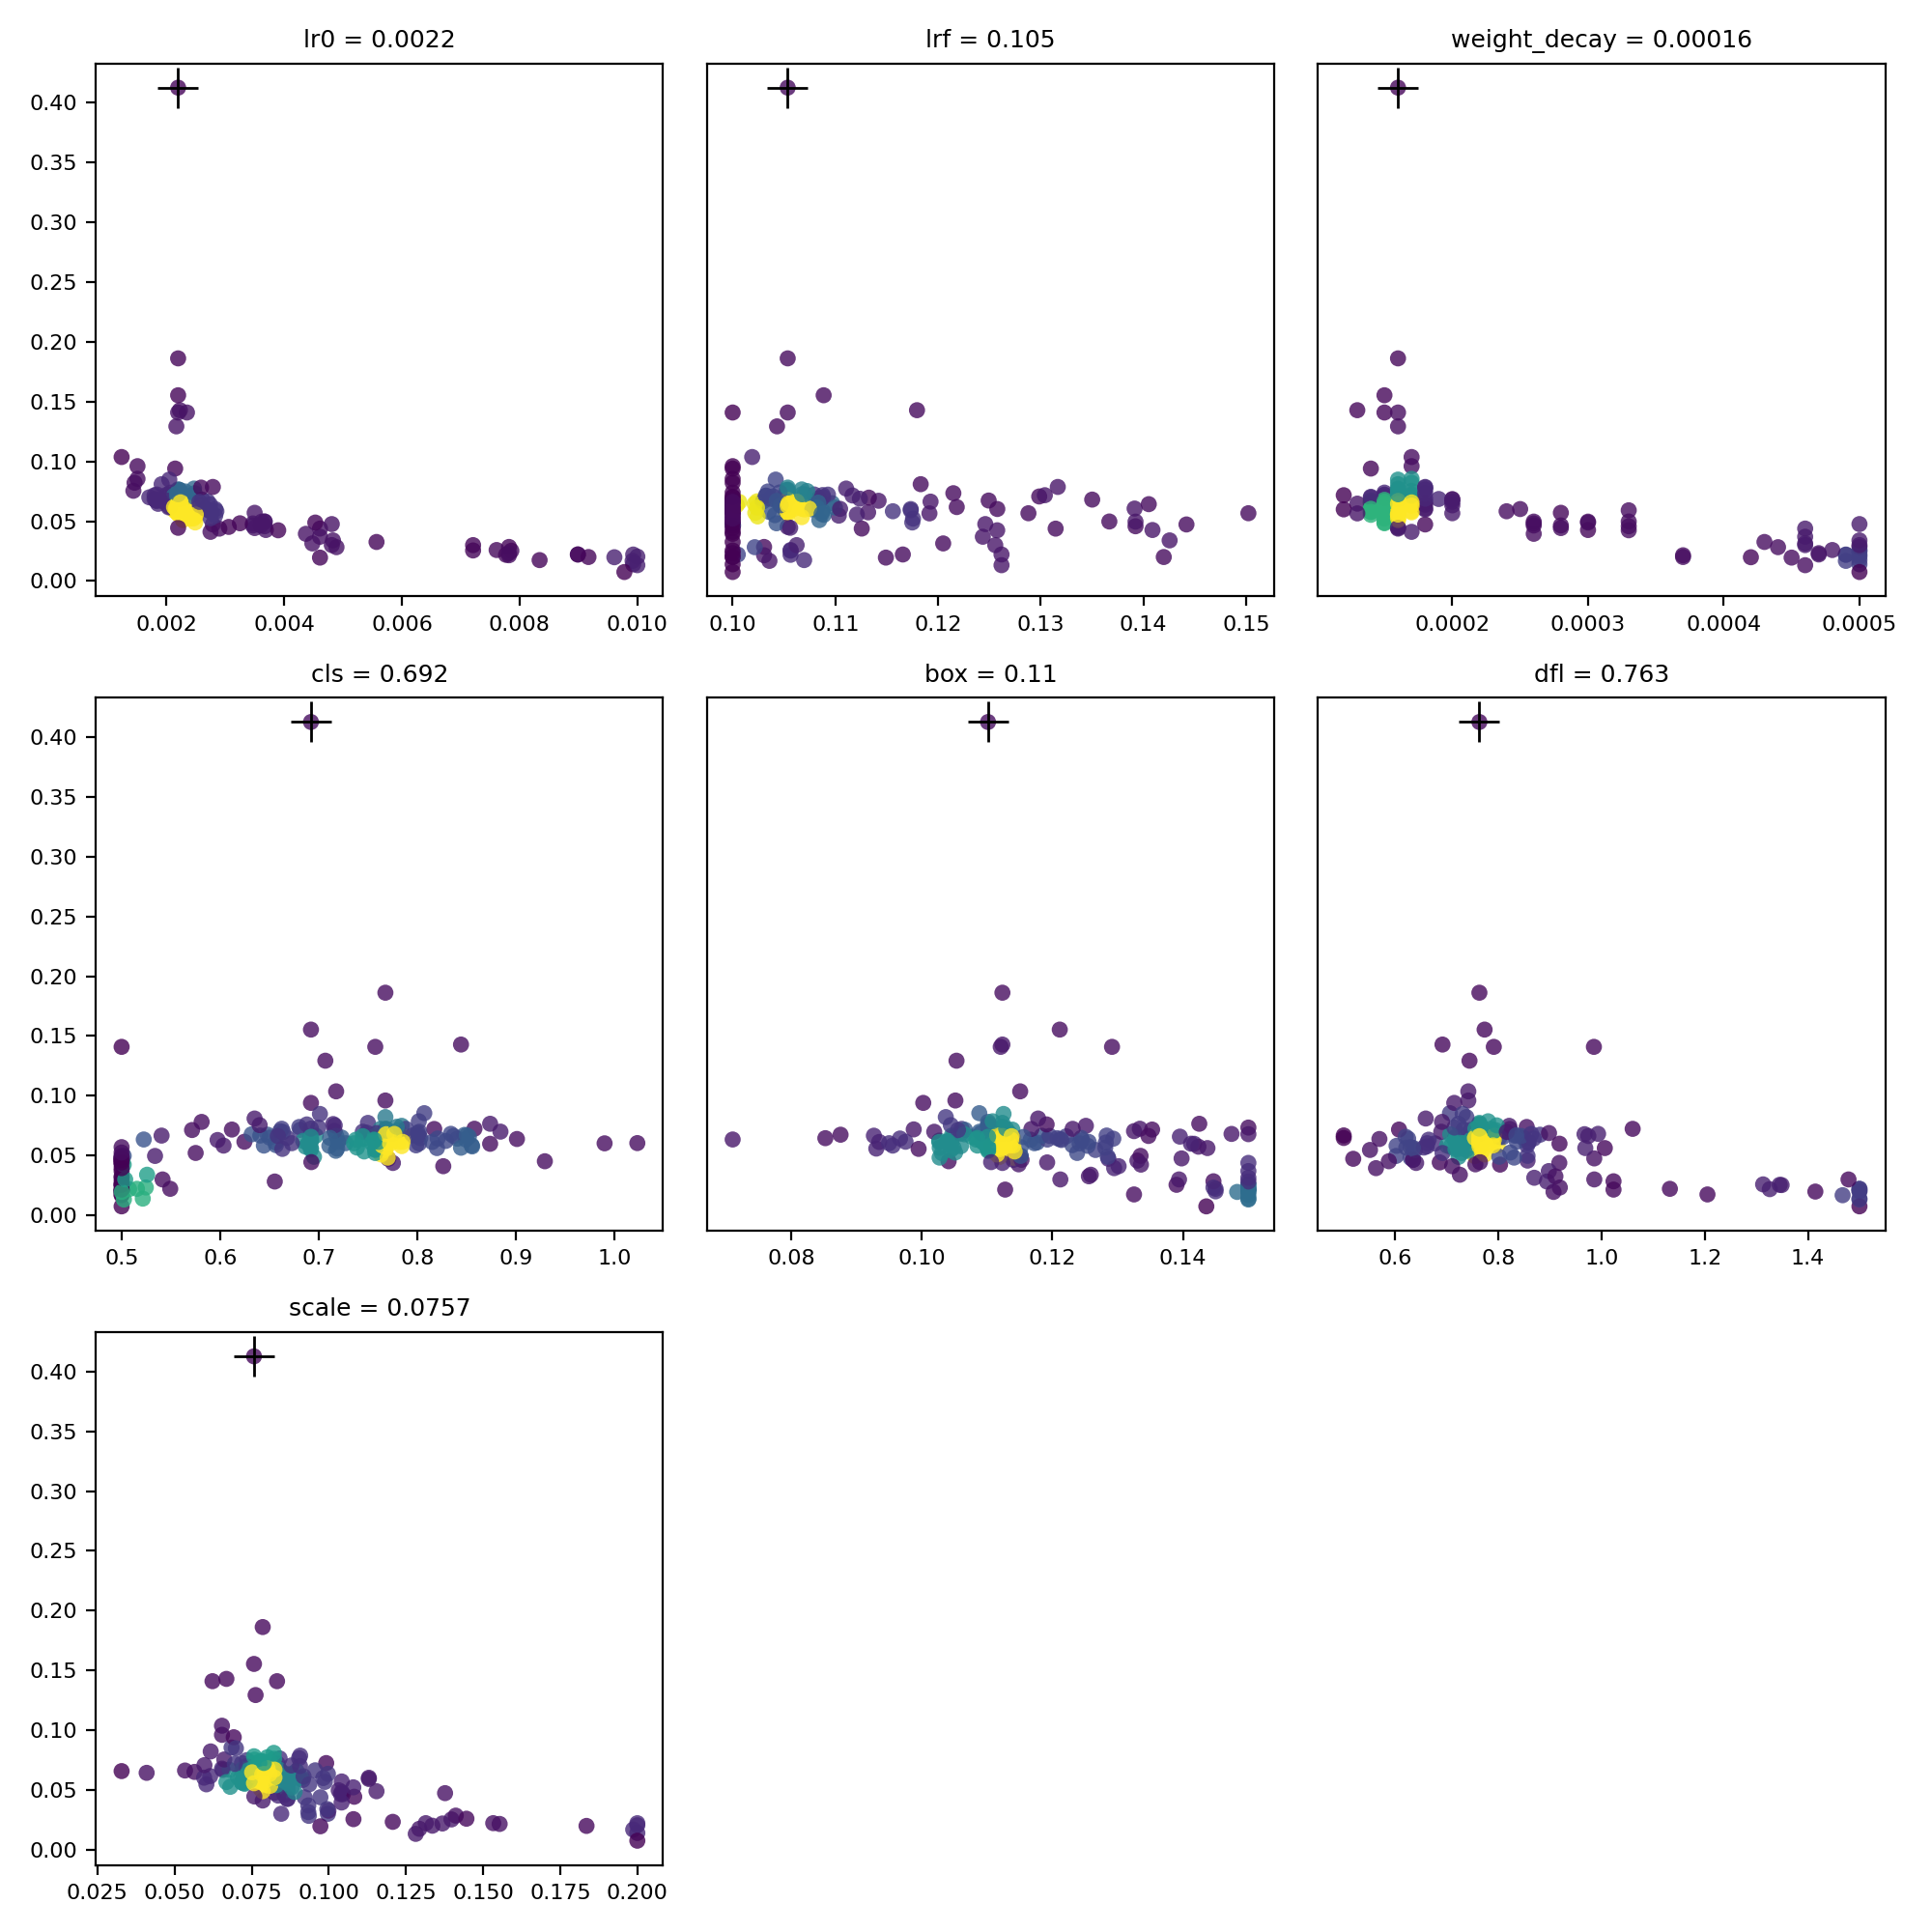 lr0 = 0.0022
lrf = 0.105
weight_decay = 0.00016
0.40
0.35
0.30
0.25
0.20
0.15
0.10
0.05
0.00
0.002 0.004 0.006 0.008 0.010
0.10 0.11 0.12 0.13 0.14 0.15
0.0002 0.0003 0.0004 0.0005
cls = 0.692
box = 0.11
dfl = 0.763
0.40
0.35
0.30
0.25
0.20
0.15
0.10
0.05
0.00
0.5 0.6 0.7 0.8 0.9 1.0
0.08 0.10 0.12 0.14
0.6 0.8 1.0 1.2 1.4
scale = 0.0757
0.40
0.35
0.30
0.25
0.20
0.15
0.10
0.05
0.00
0.025 0.050 0.075 0.100 0.125 0.150 0.175 0.200